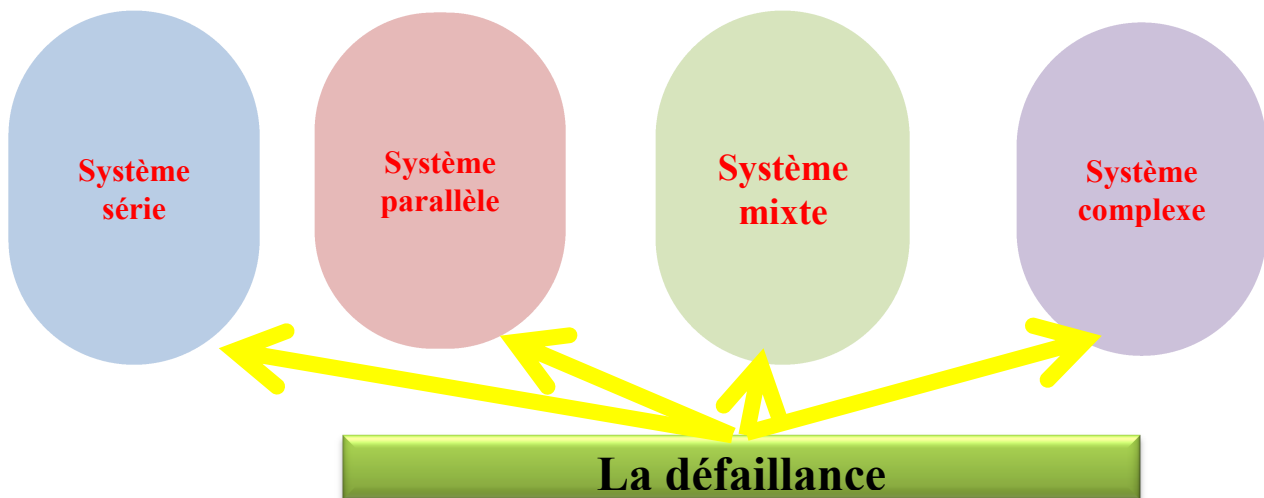 Système
série
Système
parallèle
Système
mixte
Système
complexe
La défaillance